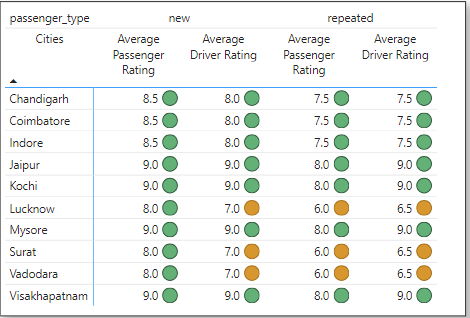 passenger_type new repeated
Cities Average Passenger Rating Average Driver Rating Average Passenger Rating Average Driver Rating
Chandigarh 8.5 8.0 7.5 7.5
Coimbatore 8.5 8.0 7.5 7.5
Indore 8.5 8.0 7.5 7.5
Jaipur 9.0 9.0 8.0 9.0
Kochi 9.0 9.0 8.0 9.0
Lucknow 8.0 7.0 6.0 6.5
Mysore 9.0 9.0 8.0 9.0
Surat 8.0 7.0 6.0 6.5
Vadodara 8.0 7.0 6.0 6.5
Visakhapatnam 9.0 9.0 8.0 9.0